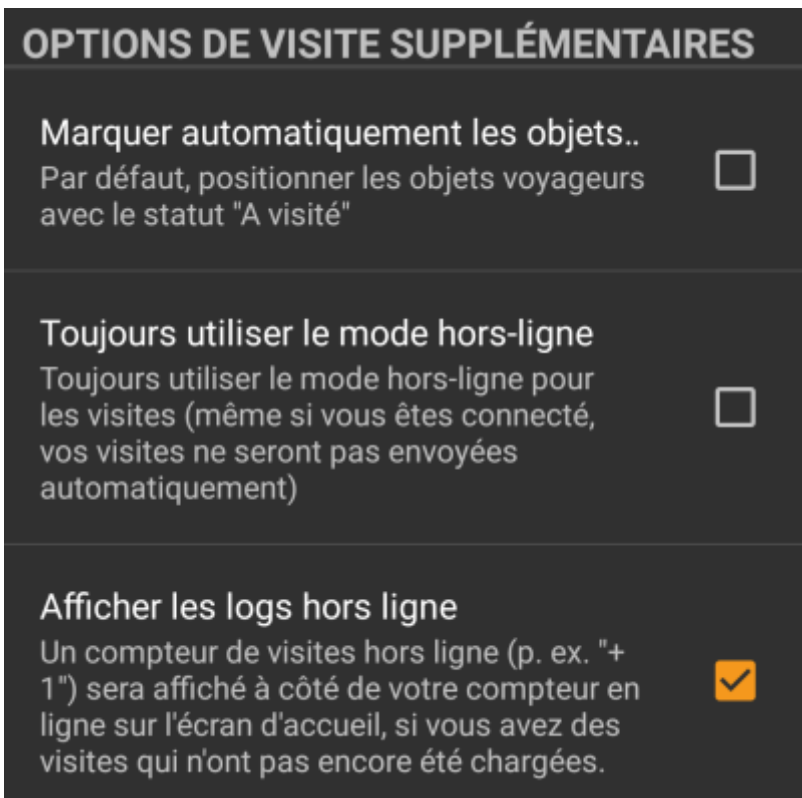 OPTIONS DE VISITE SUPPLÉMENTAIRES
Marquer automatiquement les objets..
Par défaut, positionner les objets voyageurs
avec le statut "A visité"
Toujours utiliser le mode hors-ligne
Toujours utiliser le mode hors-ligne pour
les visites (même si vous êtes connecté,
vos visites ne seront pas envoyées
automatiquement)
Afficher les logs hors ligne
Un compteur de visites hors ligne (p. ex. "+
1") sera affiché à côté de votre compteur en
ligne sur l'écran d'accueil, si vous avez des
visites qui n'ont pas encore été chargées.